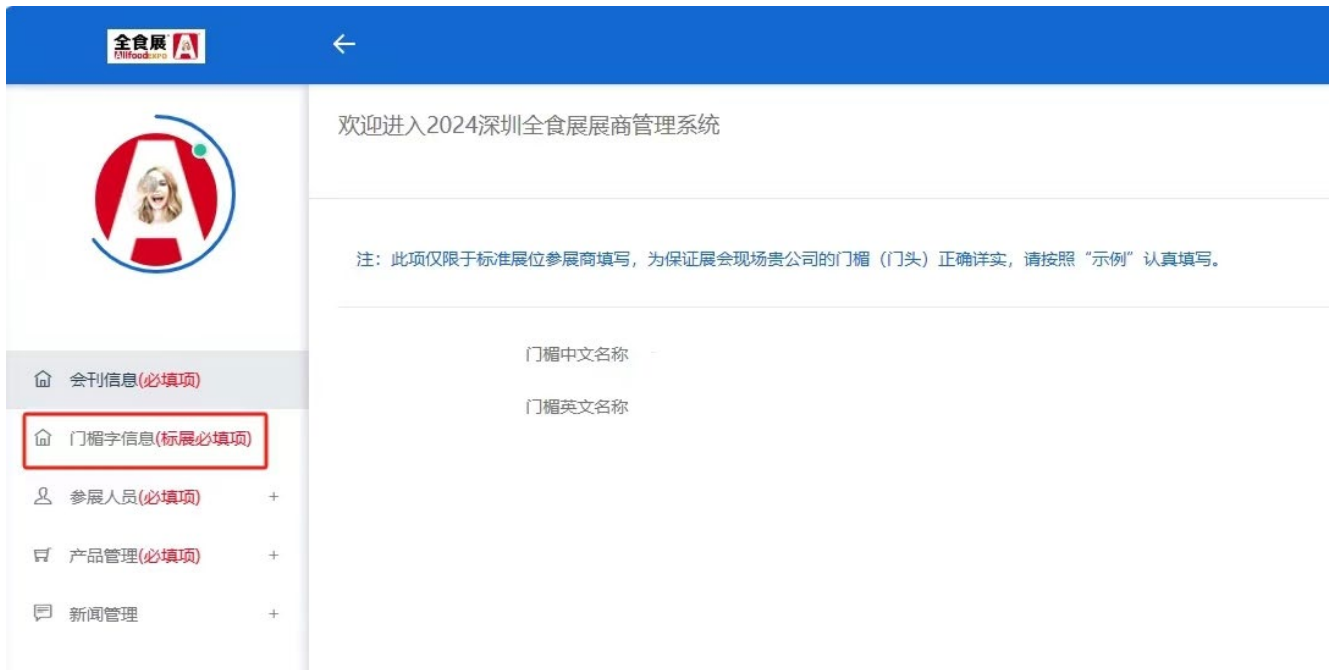 全食展
Allfoodexpo
欢迎进入2024深圳全食展展商管理系统
注：此项仅限于标准展位参展商填写，为保证展会现场贵公司的门楣（门头）正确详实，请按照“示例”认真填写。
门楣中文名称
门楣英文名称
会刊信息(必填项)
门楣字信息(标展必填项)
参展人员(必填项) +
产品管理(必填项) +
新闻管理 +